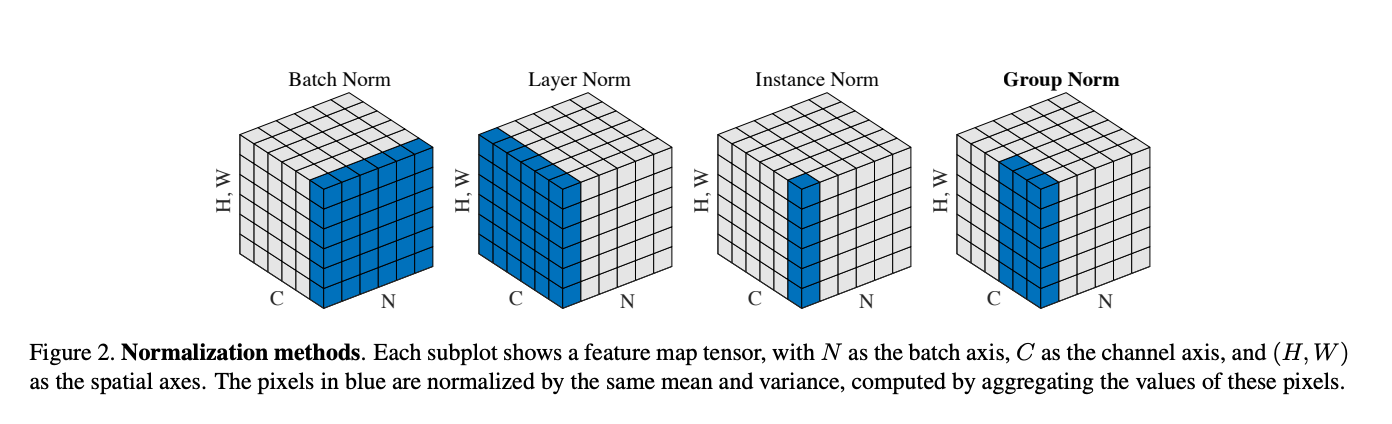 Batch Norm
Layer Norm
Instance Norm
Group Norm
H, W
C
N
H, W
C
N
H, W
C
N
H, W
C
N
Figure 2. Normalization methods. Each subplot shows a feature map tensor, with N as the batch axis, C as the channel axis, and (H, W)
as the spatial axes. The pixels in blue are normalized by the same mean and variance, computed by aggregating the values of these pixels.